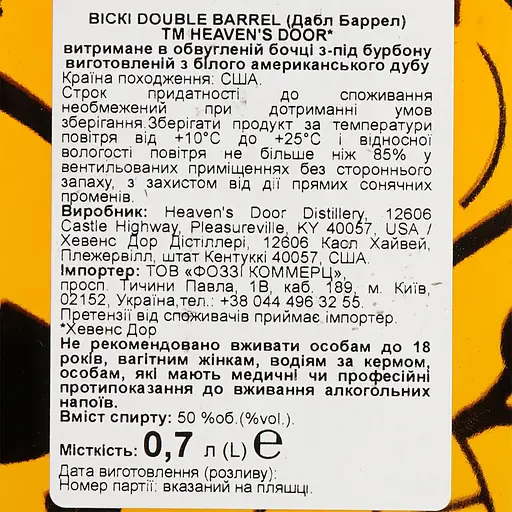 ВІСКІ DOUBLE BARREL (Дабл Баррел)
ТМ HEAVEN'S DOOR*
витримане в обвугленій бочці з-під бурбону
виготовленій з білого американського дубу
Країна походження: США.
Строк придатності до споживання
необмежений при дотриманні умов
зберігання.Зберігати продукт за температури
повітря від +10°С до +25°С і відносної
вологості повітря не більше ніж 85% у
вентильованих приміщеннях без стороннього
запаху, з захистом від дії прямих сонячних
променів.
Виробник: Heaven's Door Distillery, 12606
Castle Highway, Pleasureville, KY 40057, USA /
Хевенс Дор Дістіллері, 12606 Касл Хайвей,
Плежервілл, штат Кентуккі 40057, США.
Імпортер: ТОВ «ФОЗЗІ КОММЕРЦ»,
просп. Тичини Павла, 1В, каб. 189, м. Київ,
02152, Україна,тел.: +38 044 496 32 55.
Претензії від споживачів приймає імпортер.
*Хевенс Дор
Не рекомендовано вживати особам до 18
років, вагітним жінкам, водіям за кермом,
особам, які мають медичні чи професійні
протипоказання до вживання алкогольних
напоїв.
Вміст спирту: 50 %об.(%vol.).
Місткість: 0,7 л (L) ℮
Дата виготовлення (розливу):
Номер партії: вказаний на пляшці.